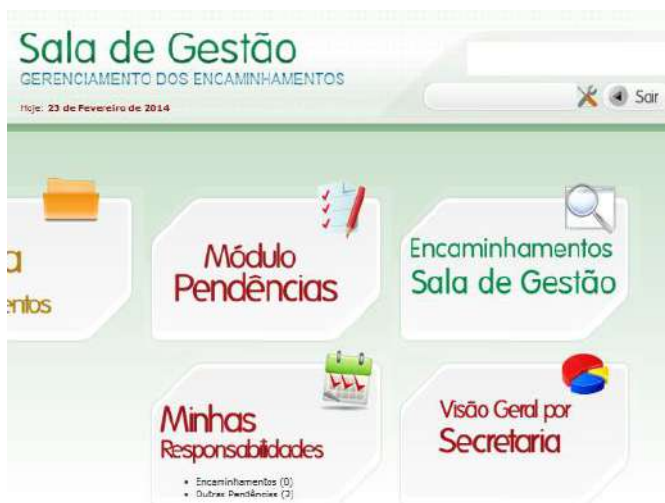 Sala de Gestão
GERENCIAMENTO DOS ENCAMINHAMENTOS
Hoje: 23 de Fevereiro de 2014
Sair
a
entos
Módulo
Pendências
Encaminhamentos
Sala de Gestão
Minhas
Responsabilidades
Encaminhamentos (0)
Outras Pendências (2)
Visão Geral por
Secretaria